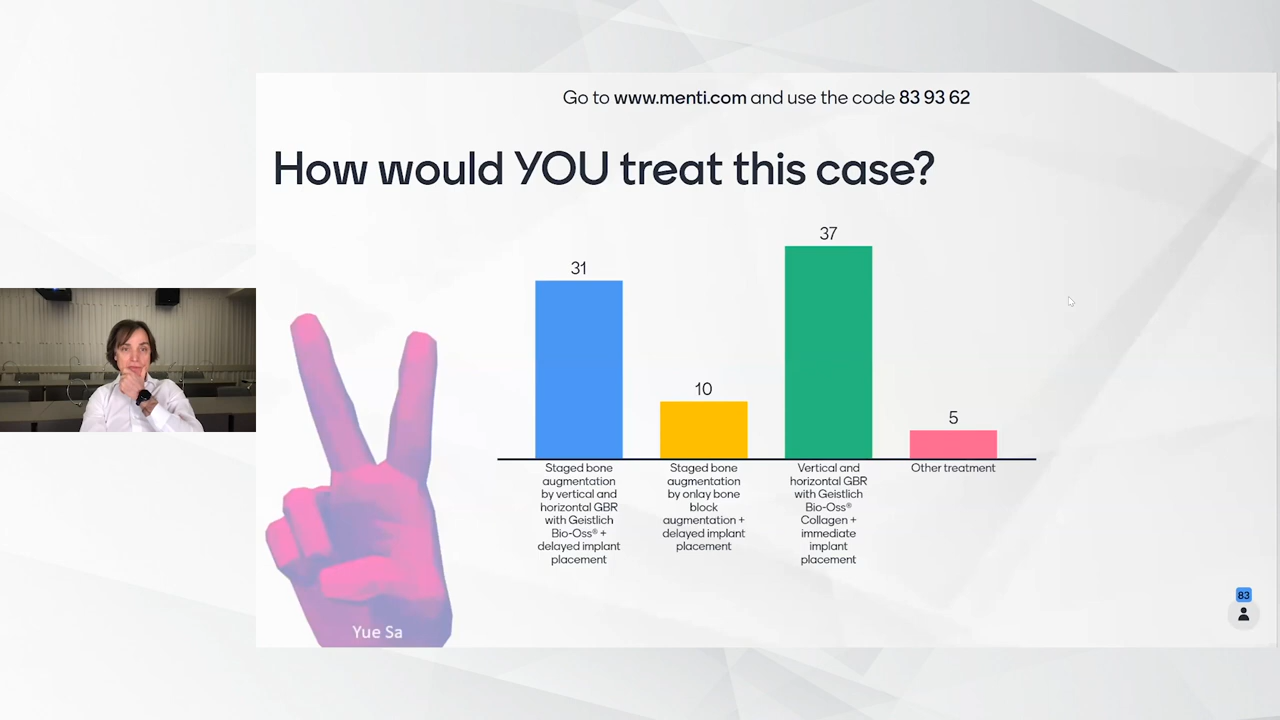 Go to www.menti.com and use the code 83 93 62
How would YOU treat this case?
31
10
37
5
Staged bone
augmentation
by vertical and
horizontal GBR
with Geistlich
Bio-Oss® +
delayed implant
placement
Staged bone
augmentation
by onlay bone
block
augmentation +
delayed implant
placement
Vertical and
horizontal GBR
with Geistlich
Bio-Oss®
Collagen +
immediate
implant
placement
Other treatment
83
Yue Sa